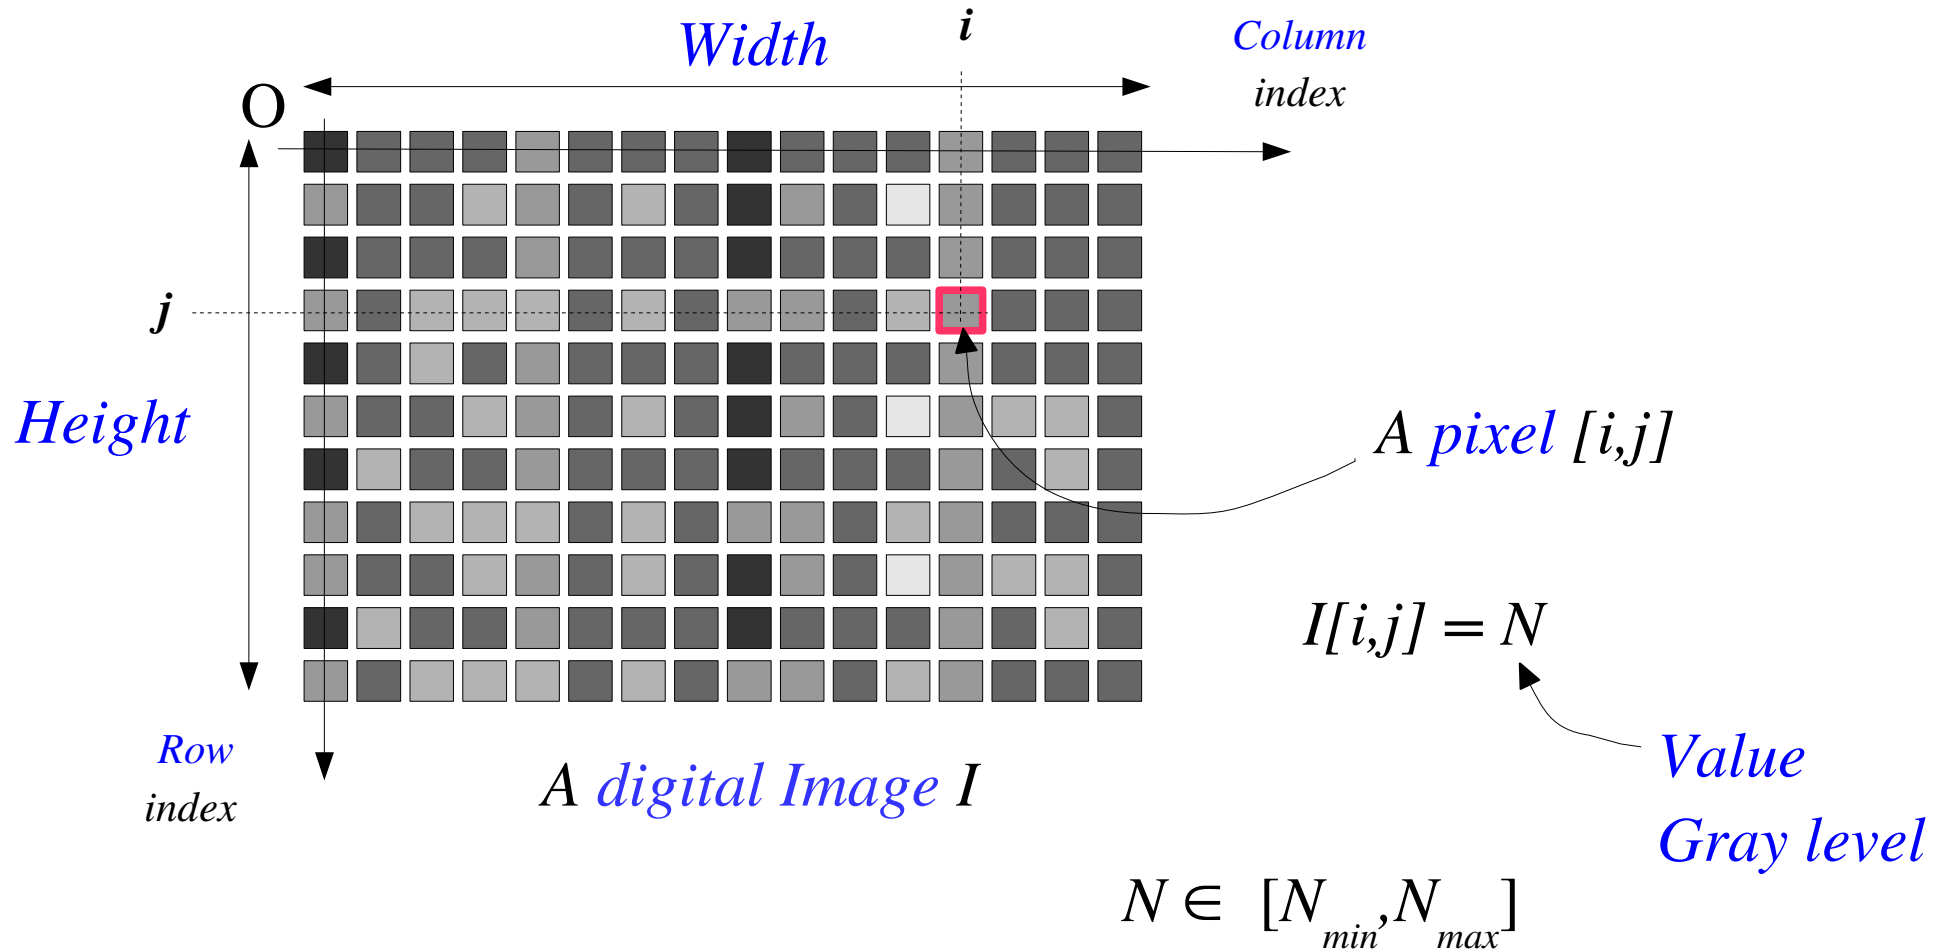 i
Width
Column
index
O
j
Height
A pixel [i,j]
I[i,j] = N
Row
index
A digital Image I
Value
Gray level
N ∈ [Nmin,Nmax]